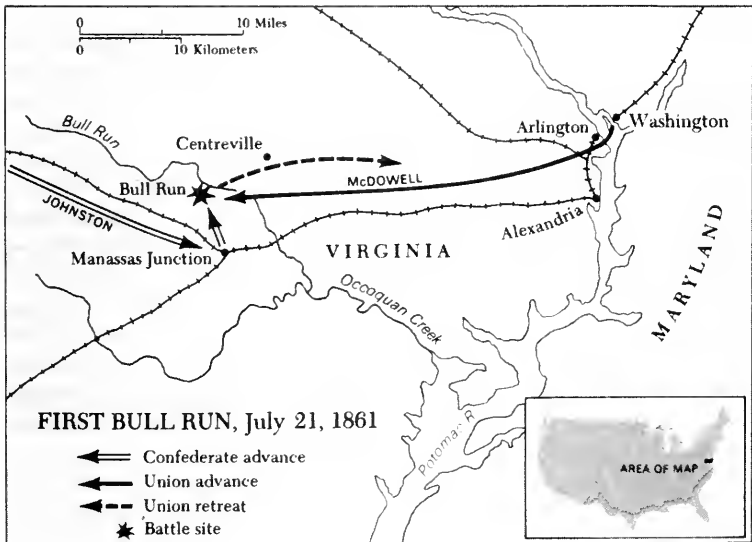 0 10 Miles
0 10 Kilometers
Bull Run
Centreville
Arlington
Washington
Bull Run
McDOWELL
JOHNSTON
Alexandria
Manassas Junction
VIRGINIA
MARYLAND
Occoquan Creek
Potomac R.
FIRST BULL RUN, July 21, 1861
Confederate advance
Union advance
Union retreat
Battle site
AREA OF MAP